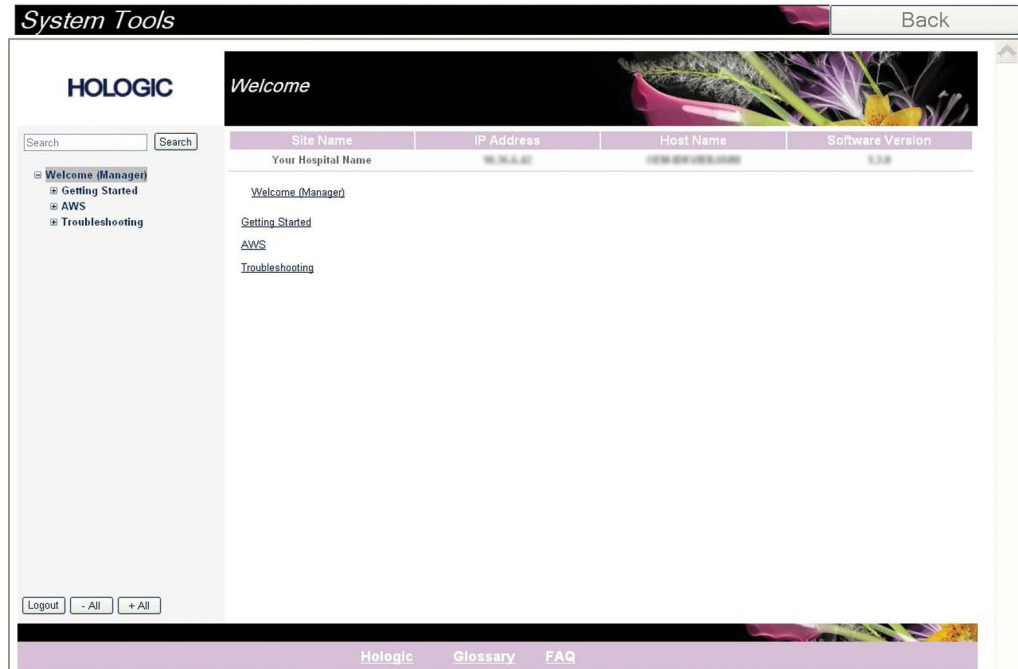 System Tools
Back
HOLOGIC
Welcome
Search
Search
Site Name IP Address Host Name Software Version
Your Hospital Name
Welcome (Manager)
Getting Started
AWS
Troubleshooting
Welcome (Manager)
Getting Started
AWS
Troubleshooting
Logout
- All
+ All
Hologic Glossary FAQ